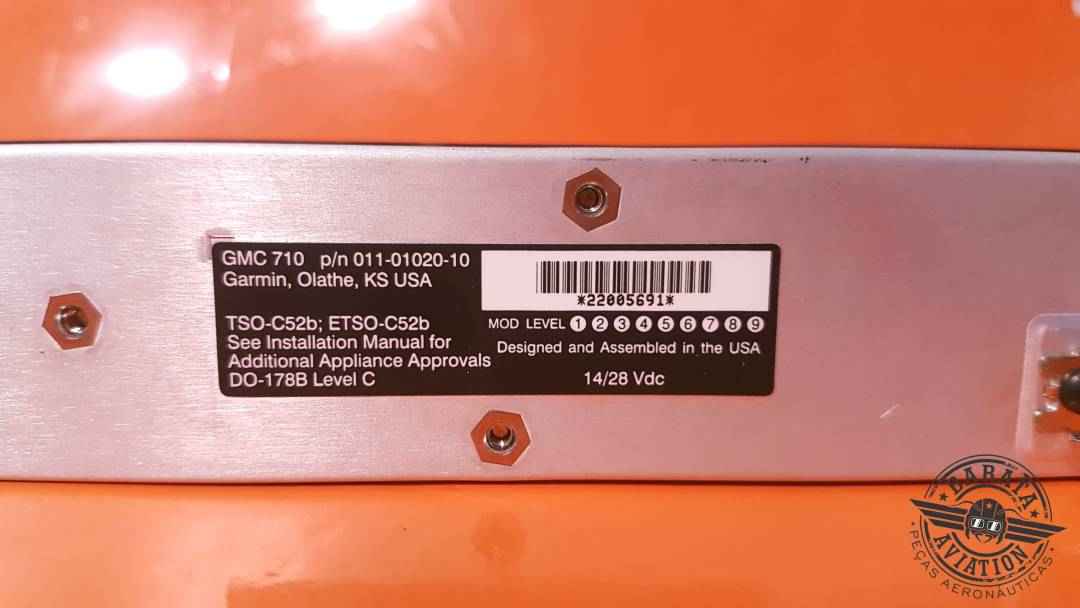 GMC 710 p/n 011-01020-10
Garmin, Olathe, KS USA
*22005691*
TSO-C52b; ETSO-C52b
See Installation Manual for
Additional Appliance Approvals
DO-178B Level C
MOD LEVEL 1 2 3 4 5 6 7 8 9
Designed and Assembled in the USA
14/28 Vdc
BARATA
AVIATION
PEÇAS AERONÁUTICAS